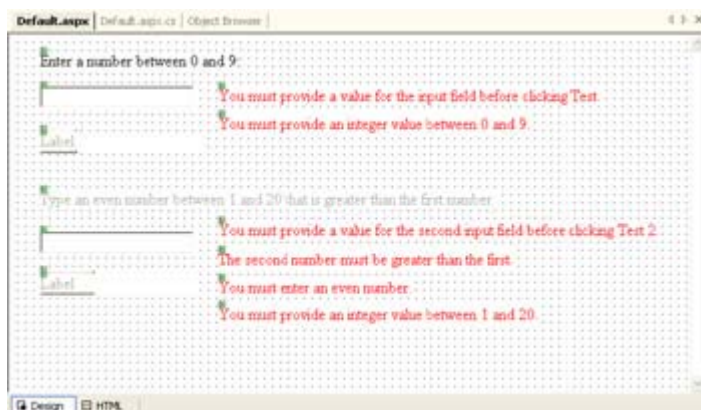 Default.aspx Default.aspx.cs Object Browser
Enter a number between 0 and 9:
You must provide a value for the input field before clicking Test.
You must provide an integer value between 0 and 9.
Label
Type an even number between 1 and 20 that is greater than the first number
You must provide a value for the second input field before clicking Test 2.
The second number must be greater than the first.
Label
You must enter an even number.
You must provide an integer value between 1 and 20.
Design HTML